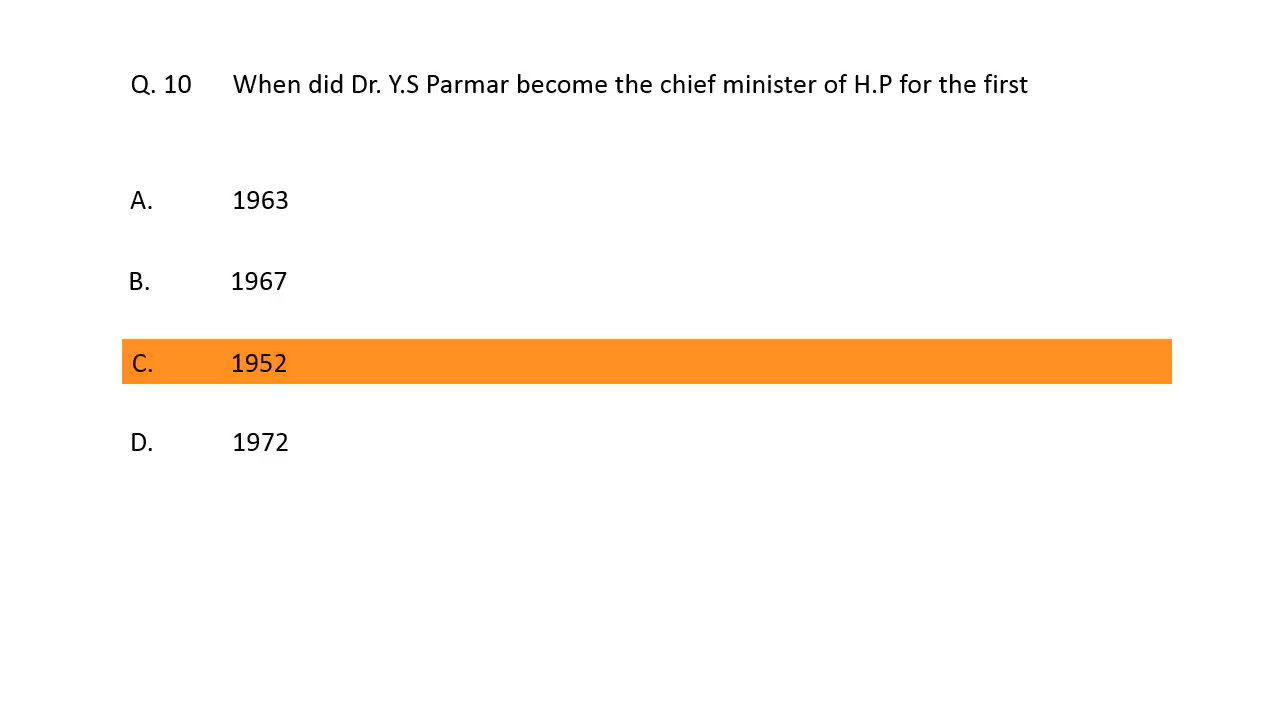 Q. 10 When did Dr. Y.S Parmar become the chief minister of H.P for the first
A. 1963
B. 1967
C. 1952
D. 1972